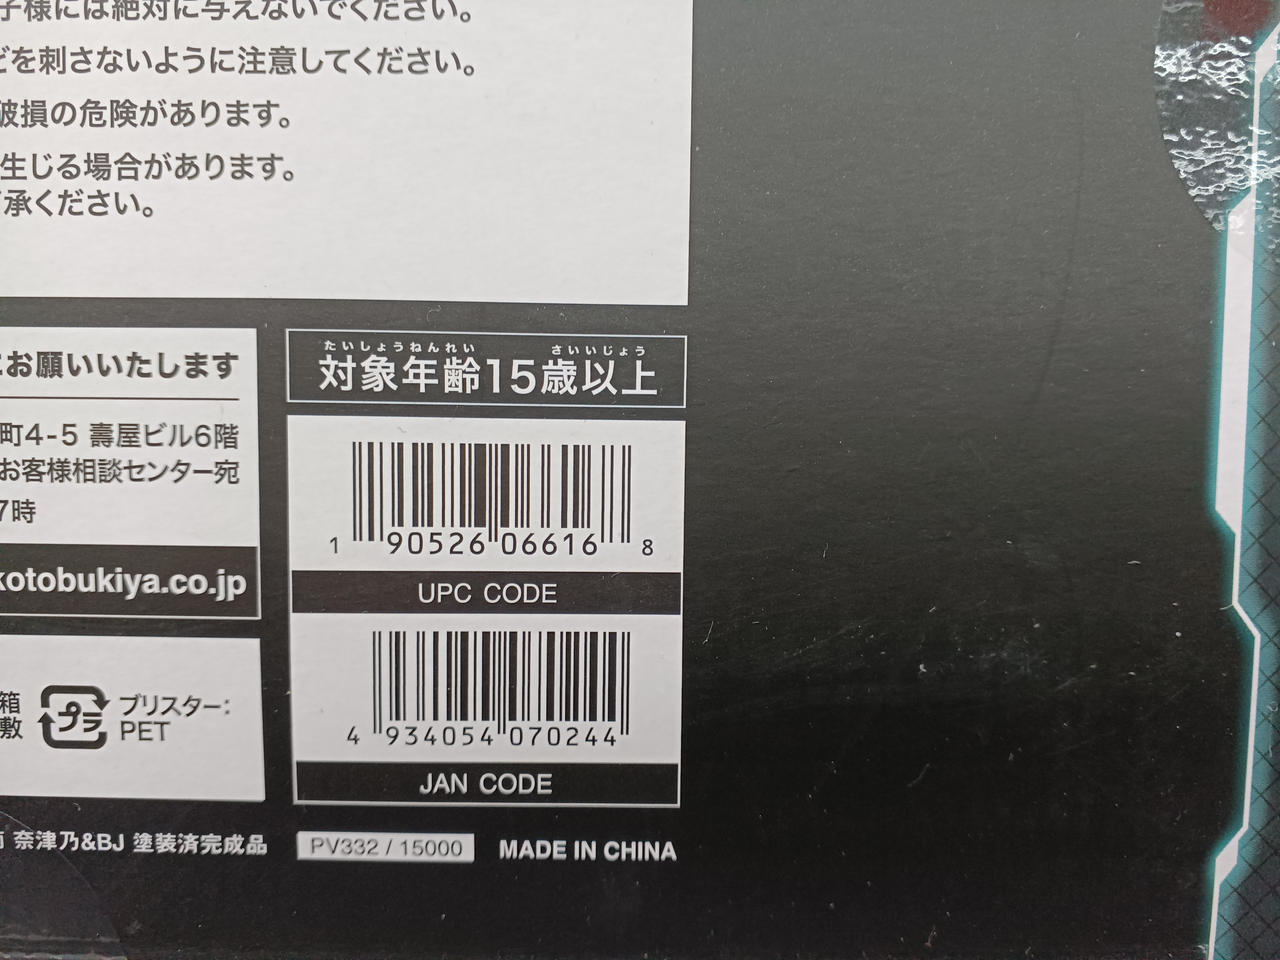 子様には絶対に与えないでください。
どを刺さないように注意してください。
破損の危険があります。
生じる場合があります。
了承ください。
にお願いいたします
町4-5 壽屋ビル6階
お客様相談センター宛
7時
kotobukiya.co.jp
箱
敷
プラ
ブリスター:
PET
奈津乃&BJ 塗装済完成品
たいしょうねんれい さいいじょう
対象年齢15歳以上
1 90526 06616 8
UPC CODE
4 934054 070244
JAN CODE
PV332 / 15000
MADE IN CHINA